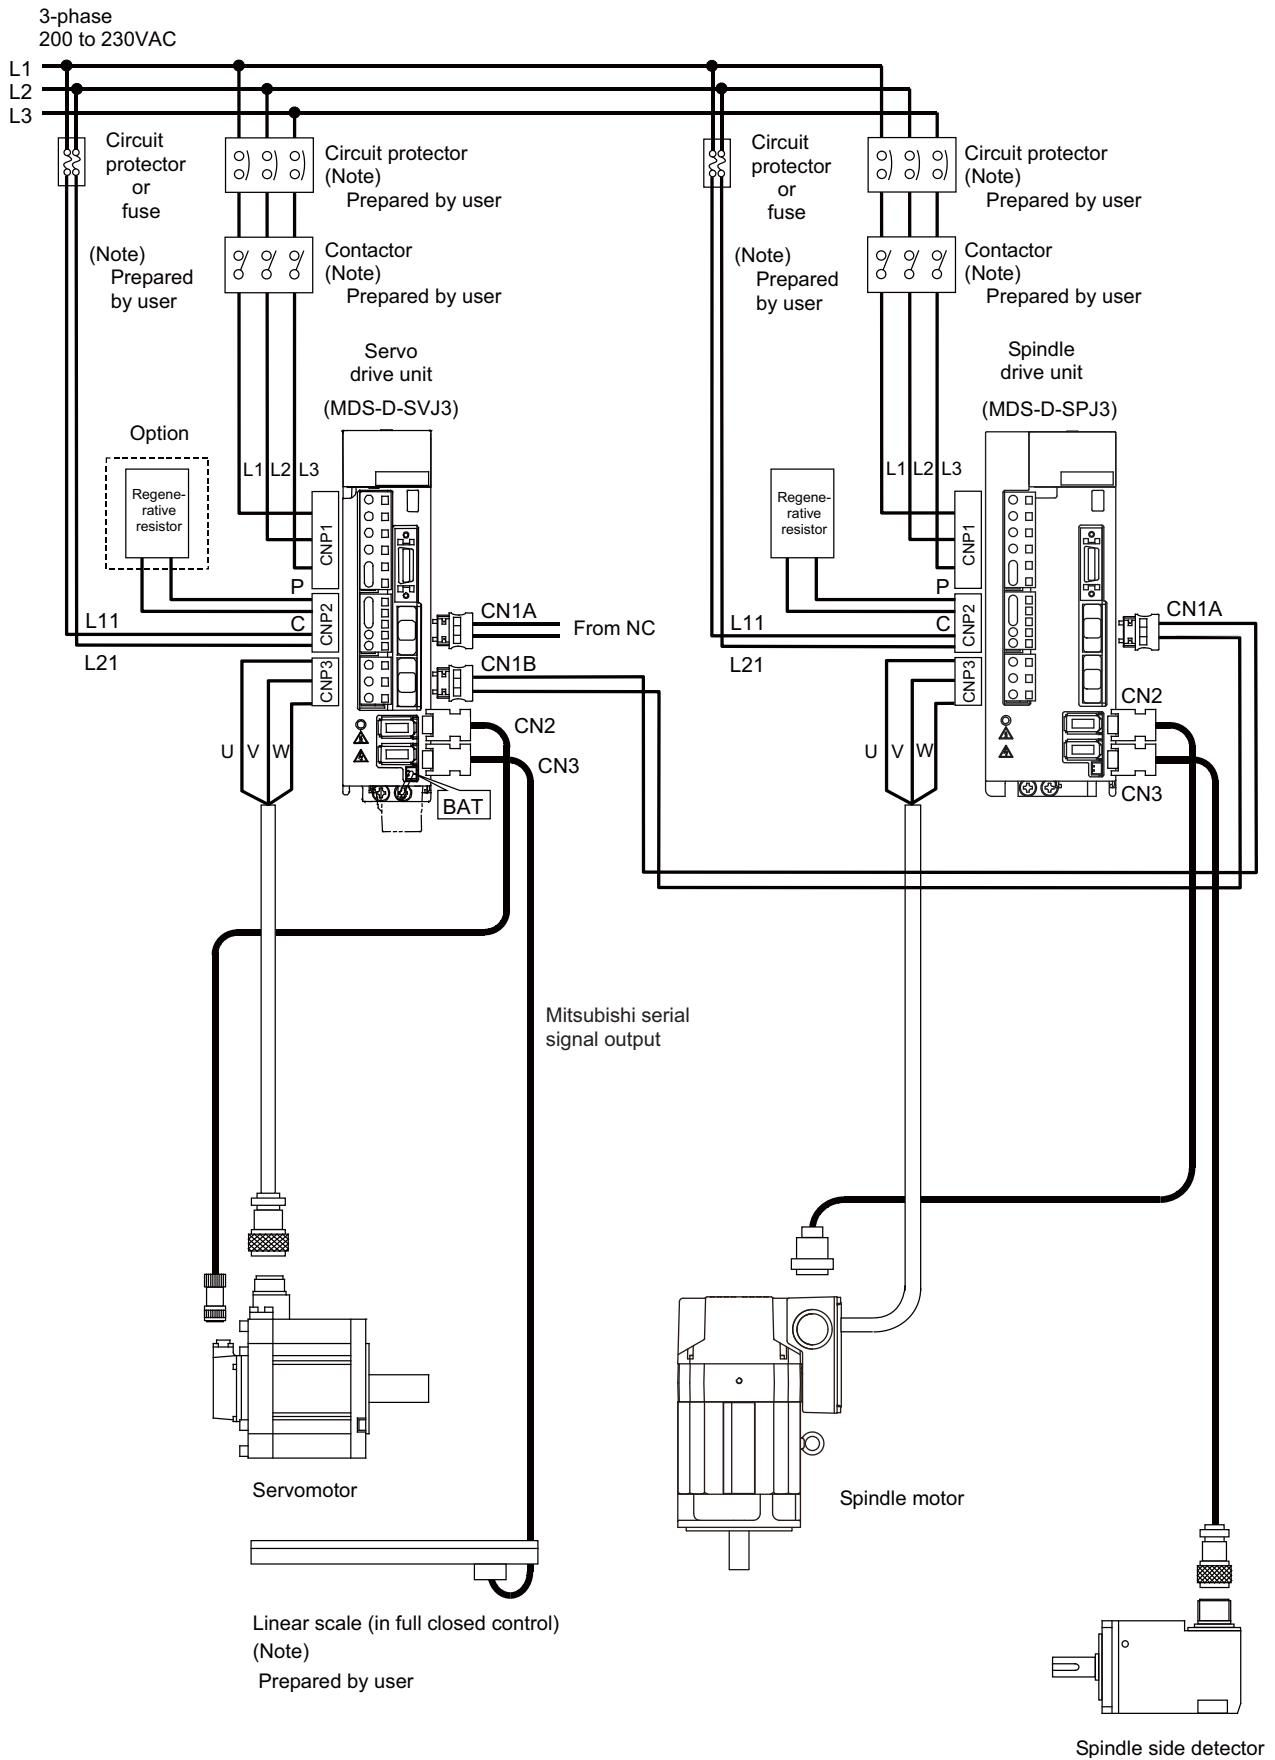 3-phase
200 to 230VAC
L1
L2
L3
Circuit
protector
or
fuse
(Note)
Prepared
by user
Circuit protector
(Note)
Prepared by user
Contactor
(Note)
Prepared by user
Circuit
protector
or
fuse
(Note)
Prepared
by user
Circuit protector
(Note)
Prepared by user
Contactor
(Note)
Prepared by user
Servo
drive unit
(MDS-D-SVJ3)
Option
Regene-
rative
resistor
L1 L2 L3
CNP1
P
CNP2
C
L11
L21
CNP3
U V W
CN1A
From NC
CN1B
CN2
CN3
BAT
Spindle
drive unit
(MDS-D-SPJ3)
Regene-
rative
resistor
L1 L2 L3
CNP1
P
CNP2
C
L11
L21
CNP3
U V W
CN1A
CN2
CN3
Mitsubishi serial
signal output
Servomotor
Spindle motor
Linear scale (in full closed control)
(Note)
Prepared by user
Spindle side detector